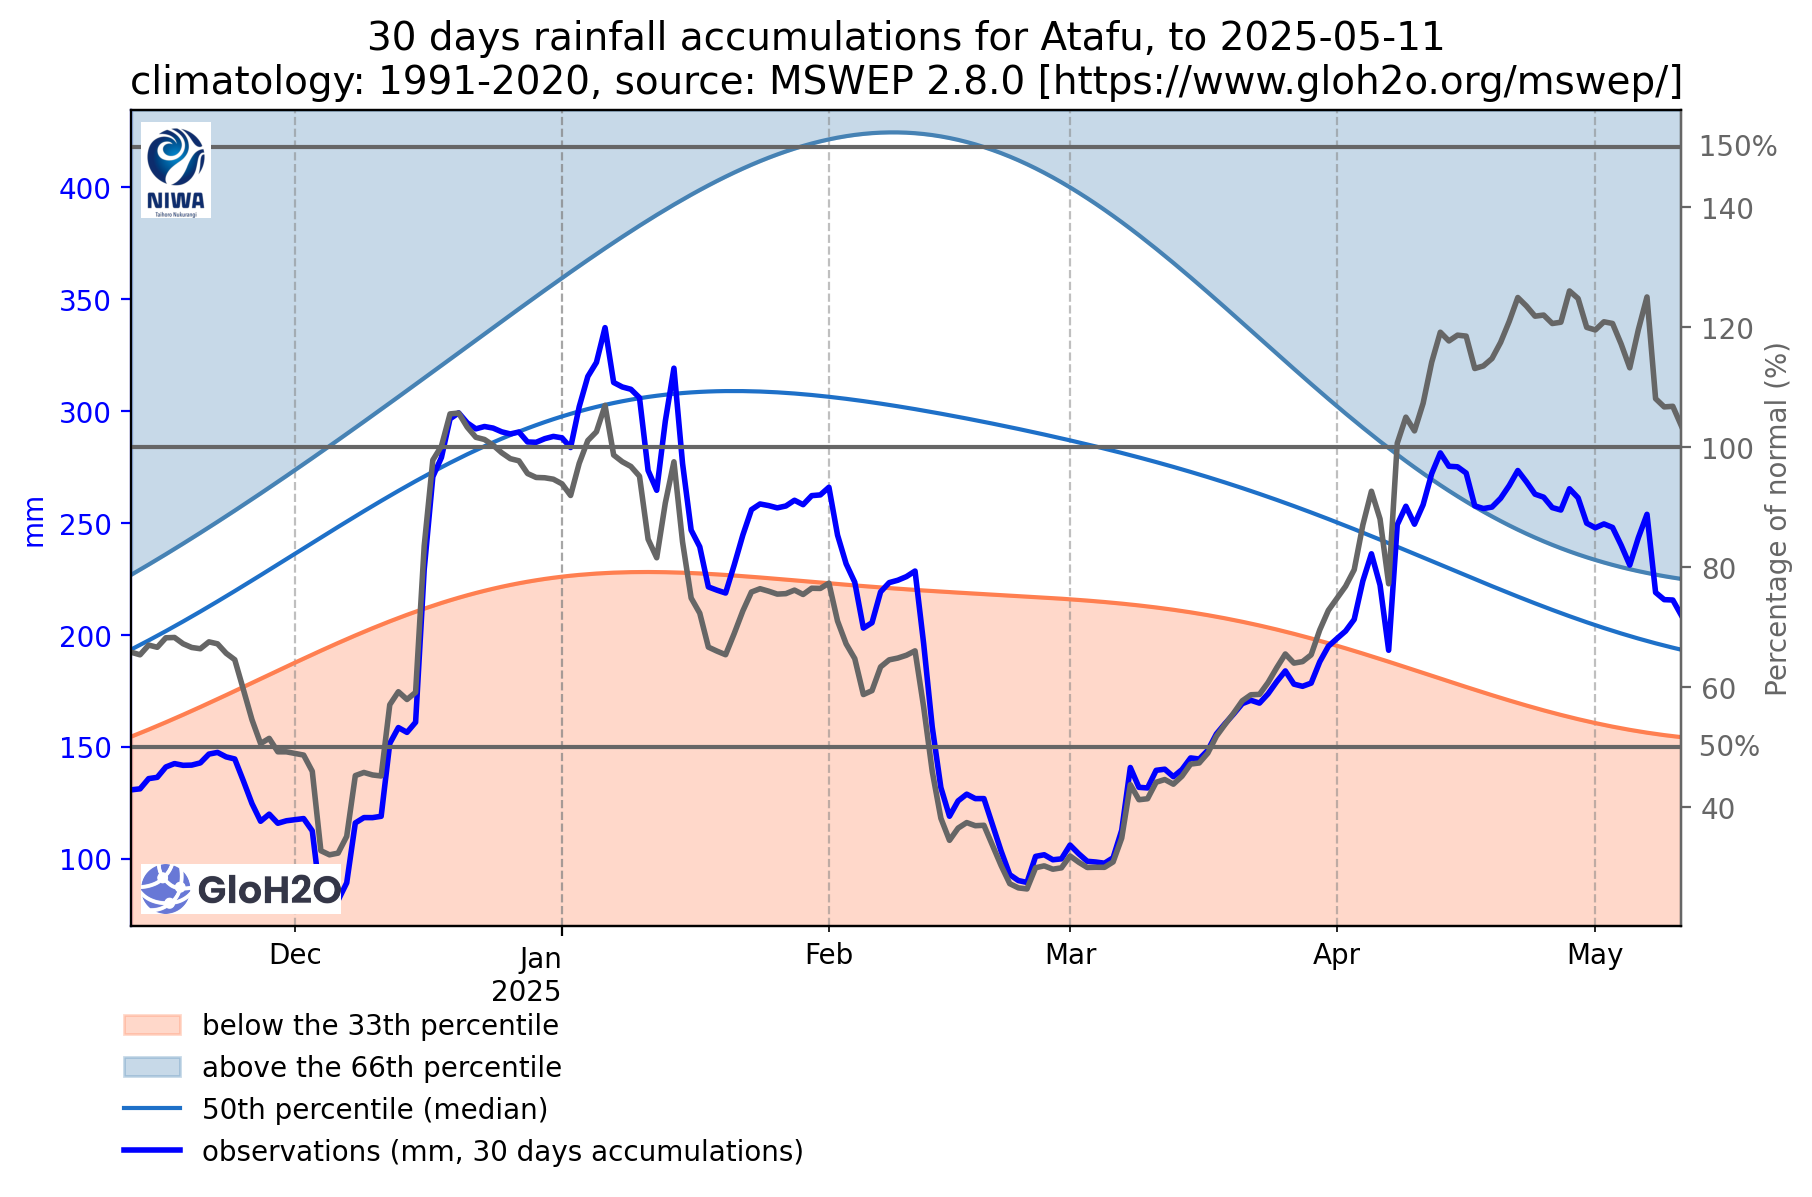 30 days rainfall accumulations for Atafu, to 2025-05-11
climatology: 1991-2020, source: MSWEP 2.8.0 [https://www.gloh2o.org/mswep/]
NIWA
Taihoro Nukurangi
400
350
300
250
200
150
100
mm
150%
140
120
100
80
60
50%
40
Percentage of normal (%)
GloH2O
Dec
Jan
2025
Feb
Mar
Apr
May
below the 33th percentile
above the 66th percentile
50th percentile (median)
observations (mm, 30 days accumulations)